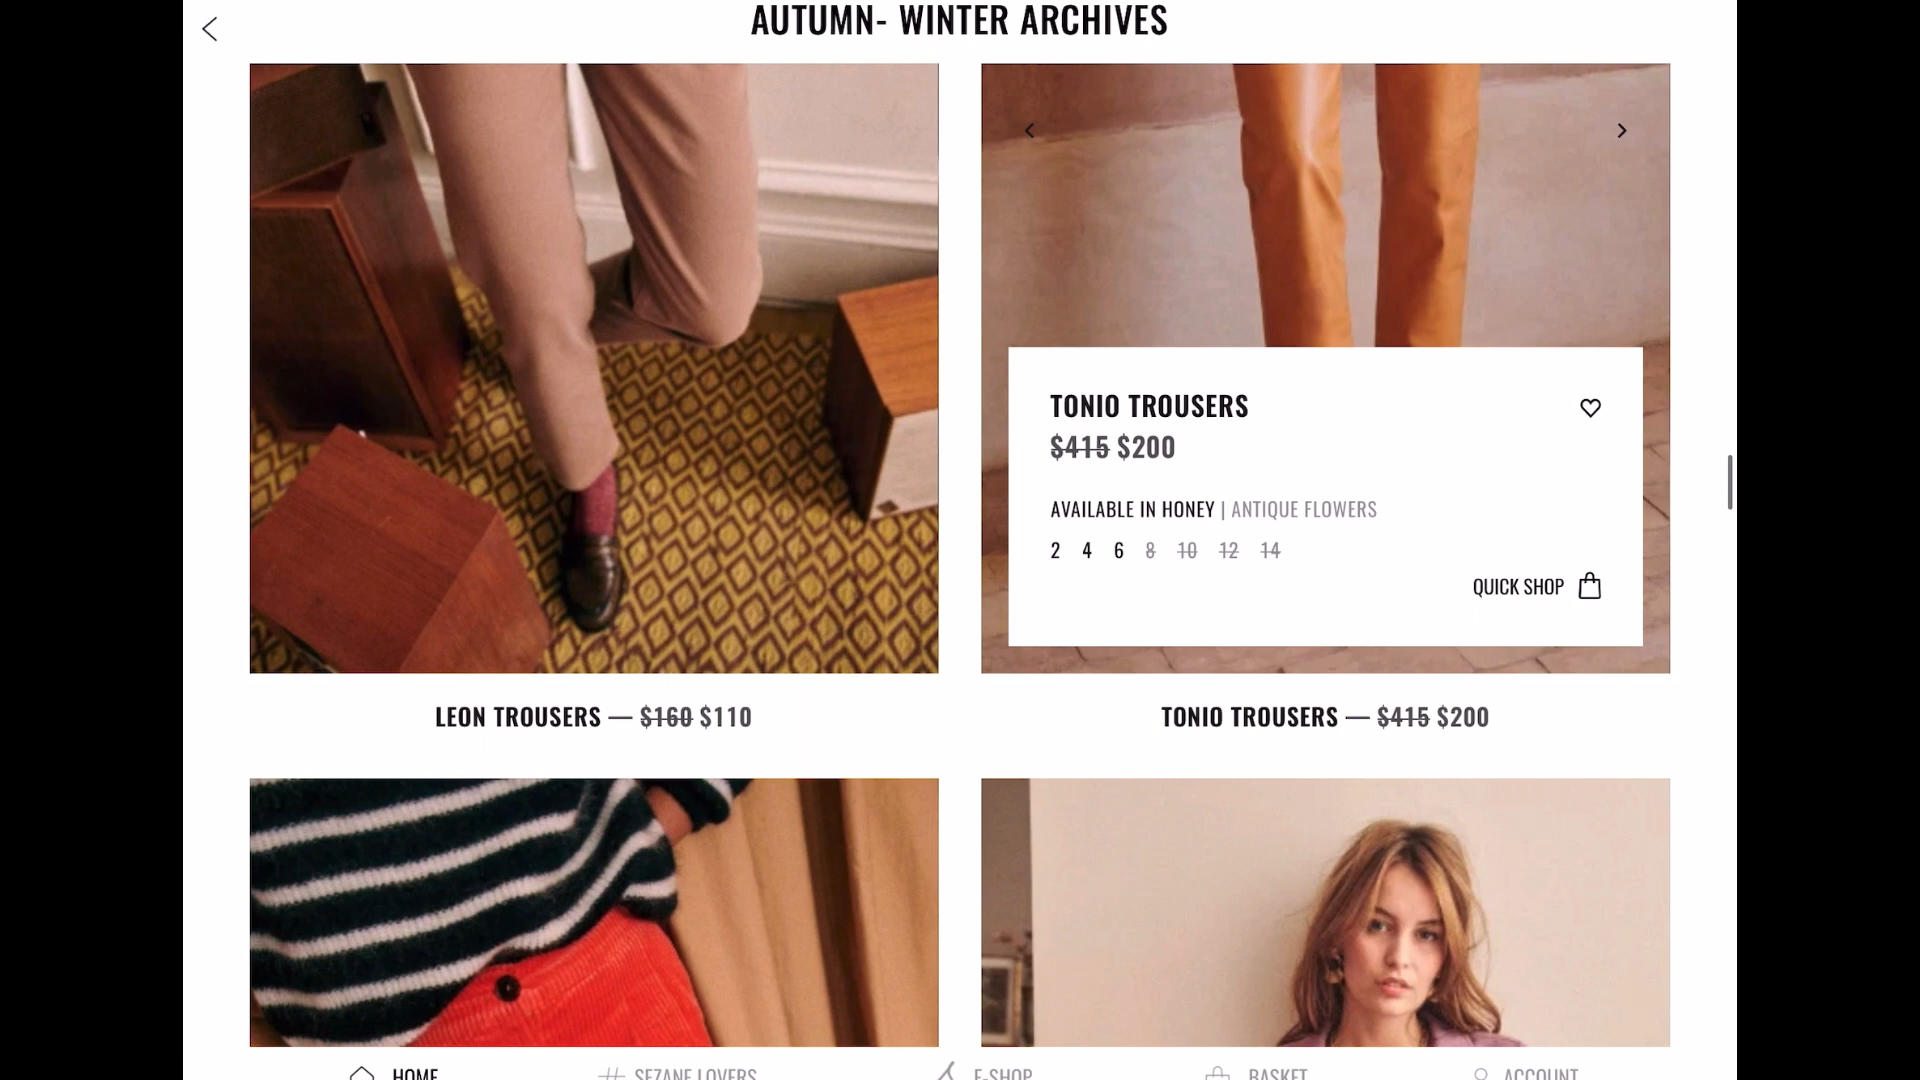 AUTUMN- WINTER ARCHIVES
TONIO TROUSERS
$415 $200
AVAILABLE IN HONEY | ANTIQUE FLOWERS
2 4 6 8 10 12 14
QUICK SHOP
LEON TROUSERS — $160 $110
TONIO TROUSERS — $415 $200
HOME # SEZANE LOVERS E-SHOP BASKET ACCOUNT